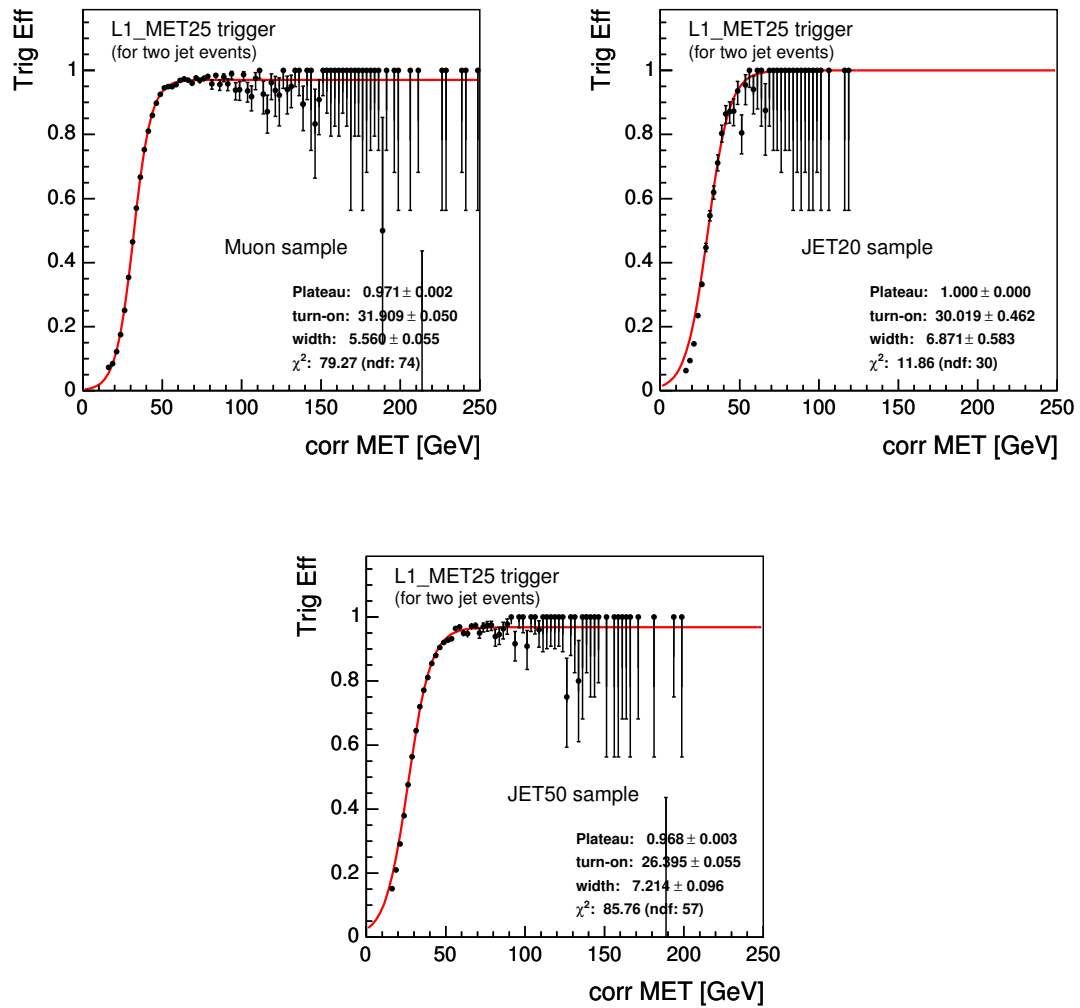 L1_MET25 trigger
(for two jet events)
Trig Eff
1
0.8
0.6
0.4
0.2
0
Muon sample
Plateau: 0.971 ± 0.002
turn-on: 31.909 ± 0.050
width: 5.560 ± 0.055
χ²: 79.27 (ndf: 74)
0 50 100 150 200 250
corr MET [GeV]
L1_MET25 trigger
(for two jet events)
Trig Eff
1
0.8
0.6
0.4
0.2
0
JET20 sample
Plateau: 1.000 ± 0.000
turn-on: 30.019 ± 0.462
width: 6.871 ± 0.583
χ²: 11.86 (ndf: 30)
0 50 100 150 200 250
corr MET [GeV]
L1_MET25 trigger
(for two jet events)
Trig Eff
1
0.8
0.6
0.4
0.2
0
JET50 sample
Plateau: 0.968 ± 0.003
turn-on: 26.395 ± 0.055
width: 7.214 ± 0.096
χ²: 85.76 (ndf: 57)
0 50 100 150 200 250
corr MET [GeV]